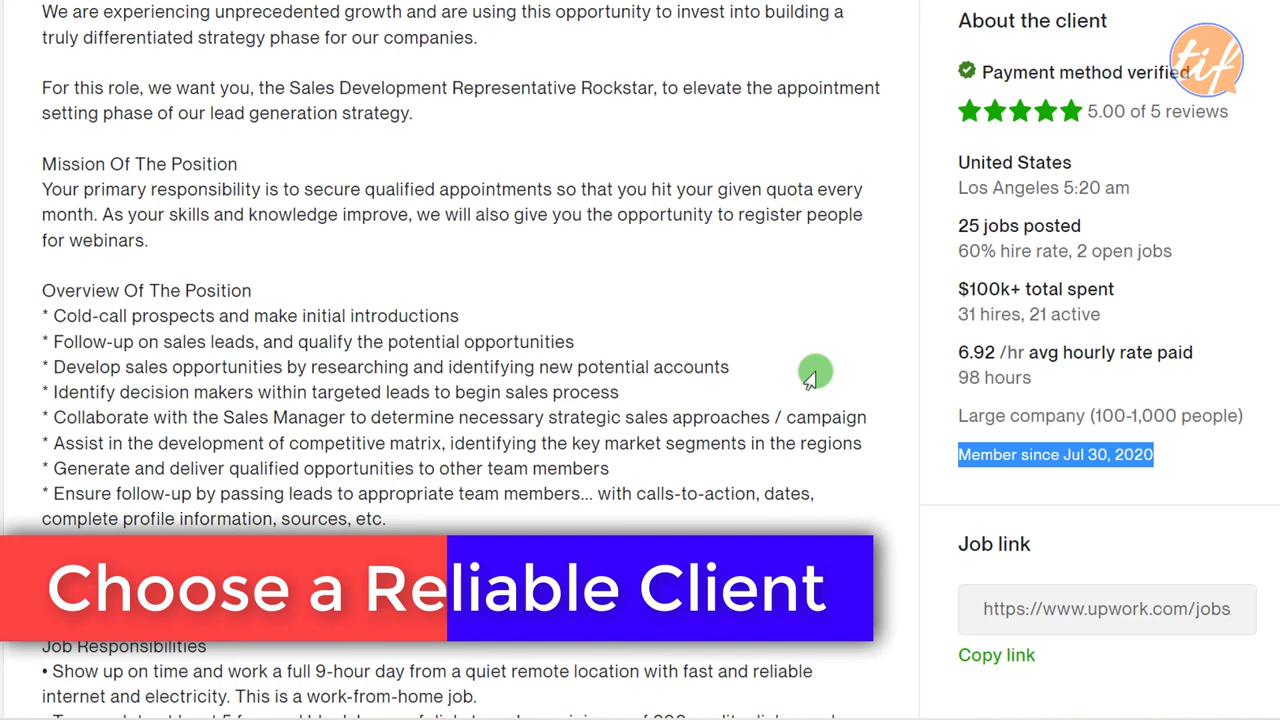 We are experiencing unprecedented growth and are using this opportunity to invest into building a
truly differentiated strategy phase for our companies.
For this role, we want you, the Sales Development Representative Rockstar, to elevate the appointment
setting phase of our lead generation strategy.
Mission Of The Position
Your primary responsibility is to secure qualified appointments so that you hit your given quota every
month. As your skills and knowledge improve, we will also give you the opportunity to register people
for webinars.
Overview Of The Position
* Cold-call prospects and make initial introductions
* Follow-up on sales leads, and qualify the potential opportunities
* Develop sales opportunities by researching and identifying new potential accounts
* Identify decision makers within targeted leads to begin sales process
* Collaborate with the Sales Manager to determine necessary strategic sales approaches / campaign
* Assist in the development of competitive matrix, identifying the key market segments in the regions
* Generate and deliver qualified opportunities to other team members
* Ensure follow-up by passing leads to appropriate team members... with calls-to-action, dates,
complete profile information, sources, etc.
Choose a Reliable Client
Job Responsibilities
• Show up on time and work a full 9-hour day from a quiet remote location with fast and reliable
internet and electricity. This is a work-from-home job.
About the client
tif
Payment method verified
5.00 of 5 reviews
United States
Los Angeles 5:20 am
25 jobs posted
60% hire rate, 2 open jobs
$100k+ total spent
31 hires, 21 active
6.92 /hr avg hourly rate paid
98 hours
Large company (100-1,000 people)
Member since Jul 30, 2020
Job link
https://www.upwork.com/jobs
Copy link